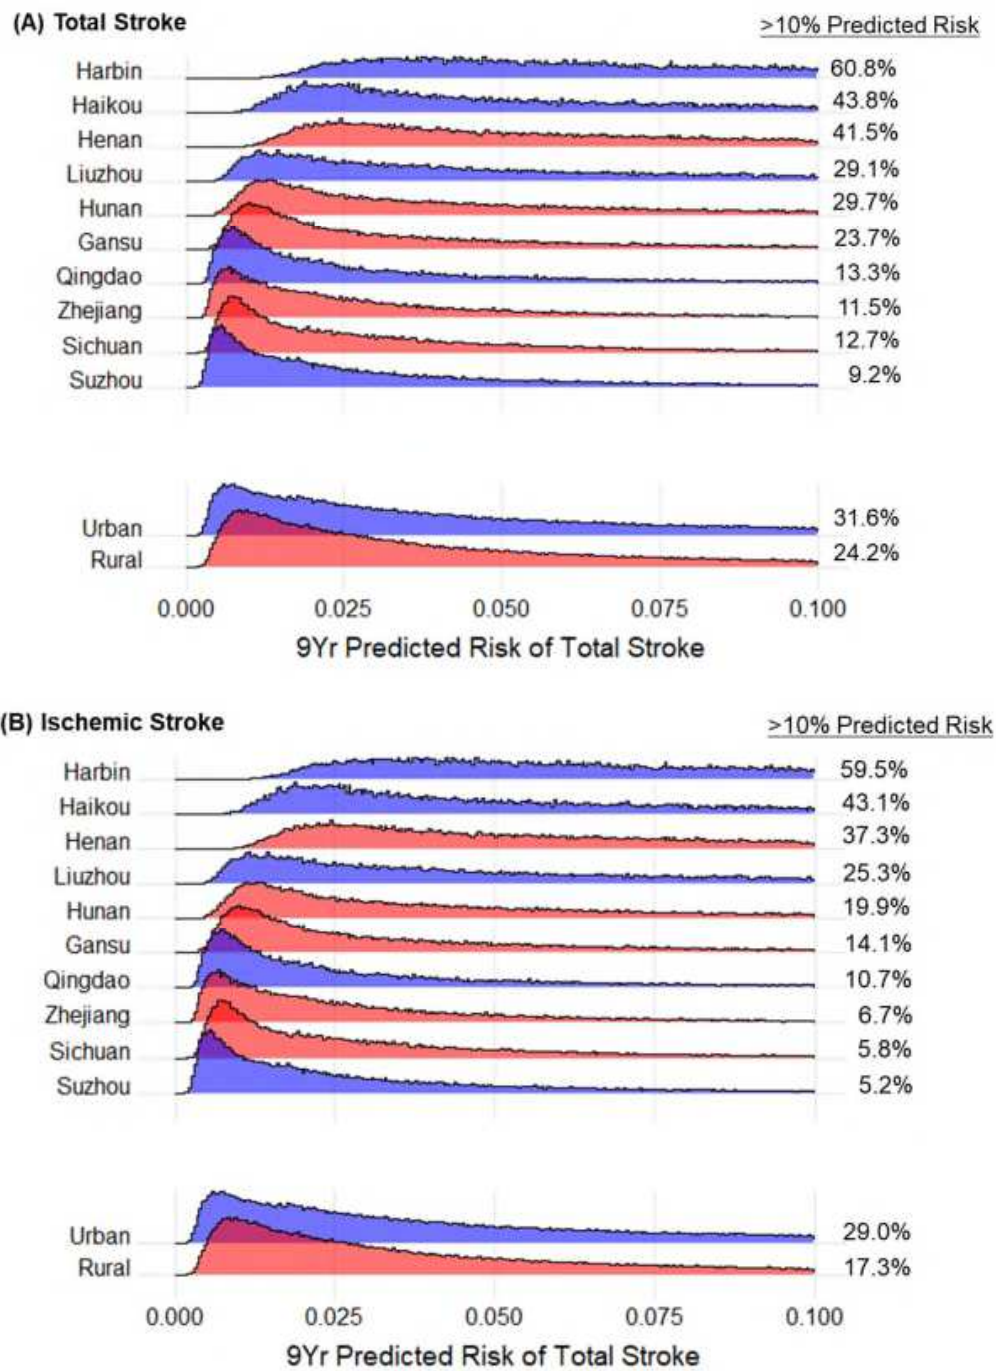 (A) Total Stroke
>10% Predicted Risk
Harbin 60.8%
Haikou 43.8%
Henan 41.5%
Liuzhou 29.1%
Hunan 29.7%
Gansu 23.7%
Qingdao 13.3%
Zhejiang 11.5%
Sichuan 12.7%
Suzhou 9.2%
Urban 31.6%
Rural 24.2%
0.000 0.025 0.050 0.075 0.100
9Yr Predicted Risk of Total Stroke
(B) Ischemic Stroke
>10% Predicted Risk
Harbin 59.5%
Haikou 43.1%
Henan 37.3%
Liuzhou 25.3%
Hunan 19.9%
Gansu 14.1%
Qingdao 10.7%
Zhejiang 6.7%
Sichuan 5.8%
Suzhou 5.2%
Urban 29.0%
Rural 17.3%
0.000 0.025 0.050 0.075 0.100
9Yr Predicted Risk of Total Stroke